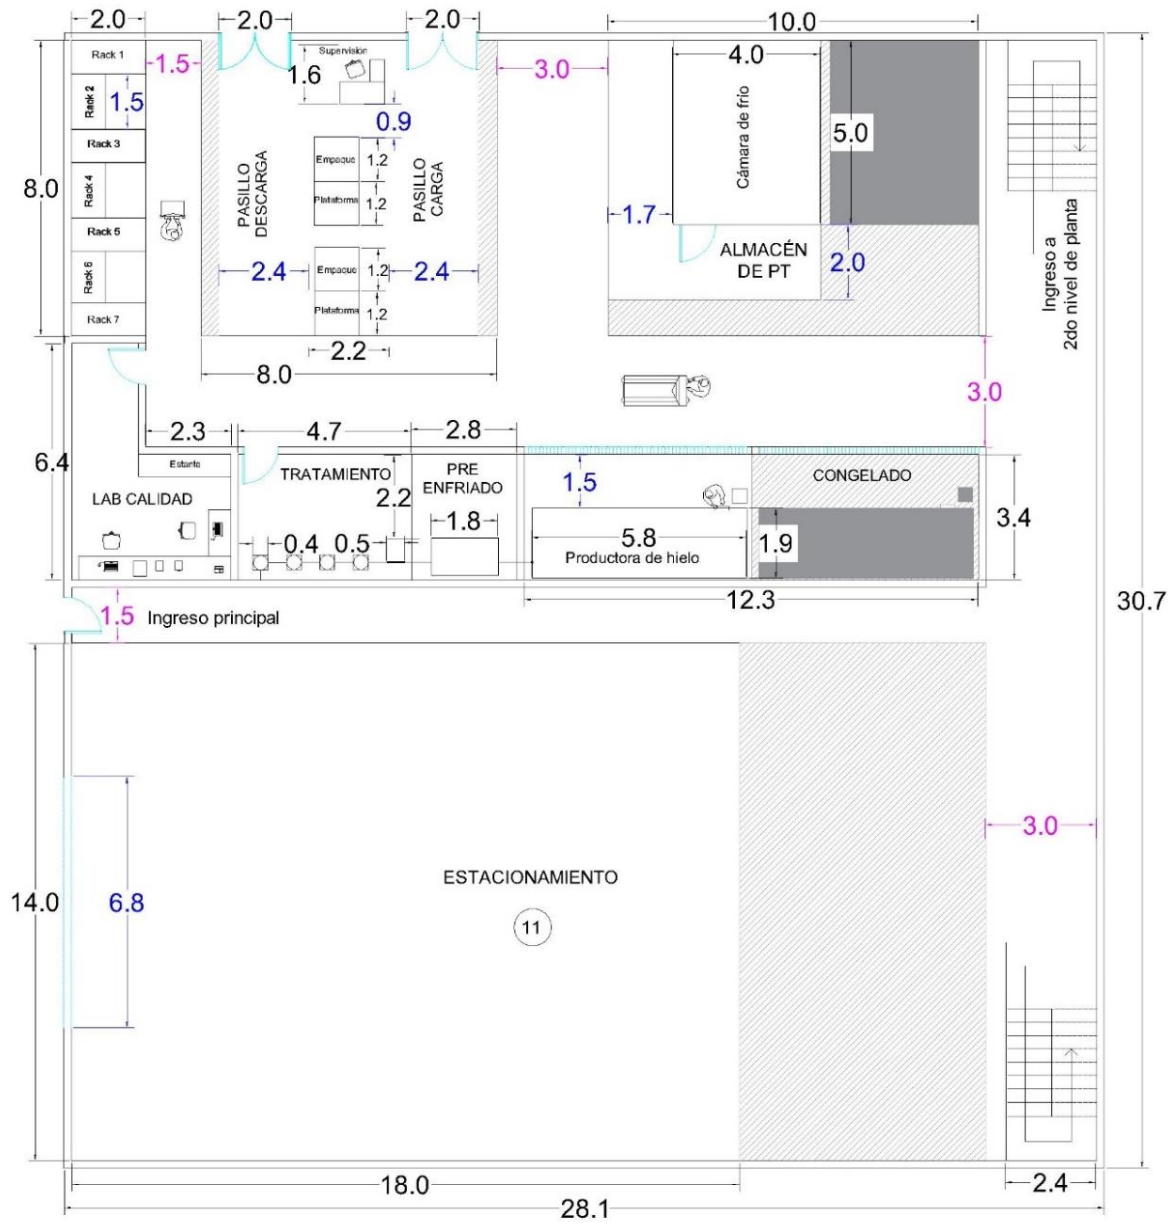 2.0
2.0
2.0
10.0
Rack 1
1.5
Supervisión
1.6
3.0
4.0
Rack 2
1.5
0.9
5.0
Rack 3
Empaque
1.2
Cámara de frío
PASILLO
DESCARGA
PASILLO
CARGA
8.0
Rack 4
Plataforma
1.2
1.7
Rack 5
ALMACÉN
DE PT
2.0
Ingreso a
2do nivel de planta
Rack 6
2.4
Empaque
1.2
2.4
Rack 7
Plataforma
1.2
2.2
8.0
3.0
2.3
4.7
2.8
6.4
Estante
TRATAMIENTO
PRE
ENFRIADO
1.5
CONGELADO
LAB CALIDAD
2.2
1.8
3.4
0.4
0.5
5.8
Productora de hielo
1.9
12.3
30.7
1.5
Ingreso principal
3.0
ESTACIONAMIENTO
14.0
6.8
11
18.0
2.4
28.1